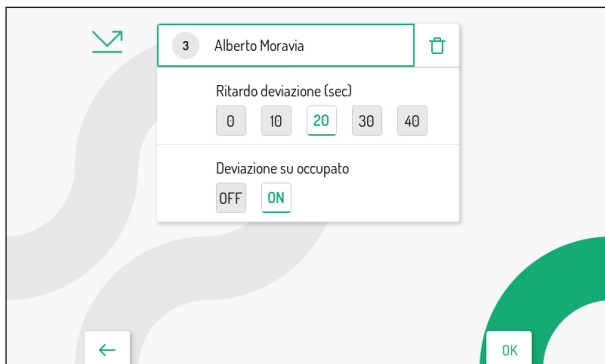 3 Alberto Moravia
Ritardo deviazione (sec)
0 10 20 30 40
Deviazione su occupato
OFF ON
OK